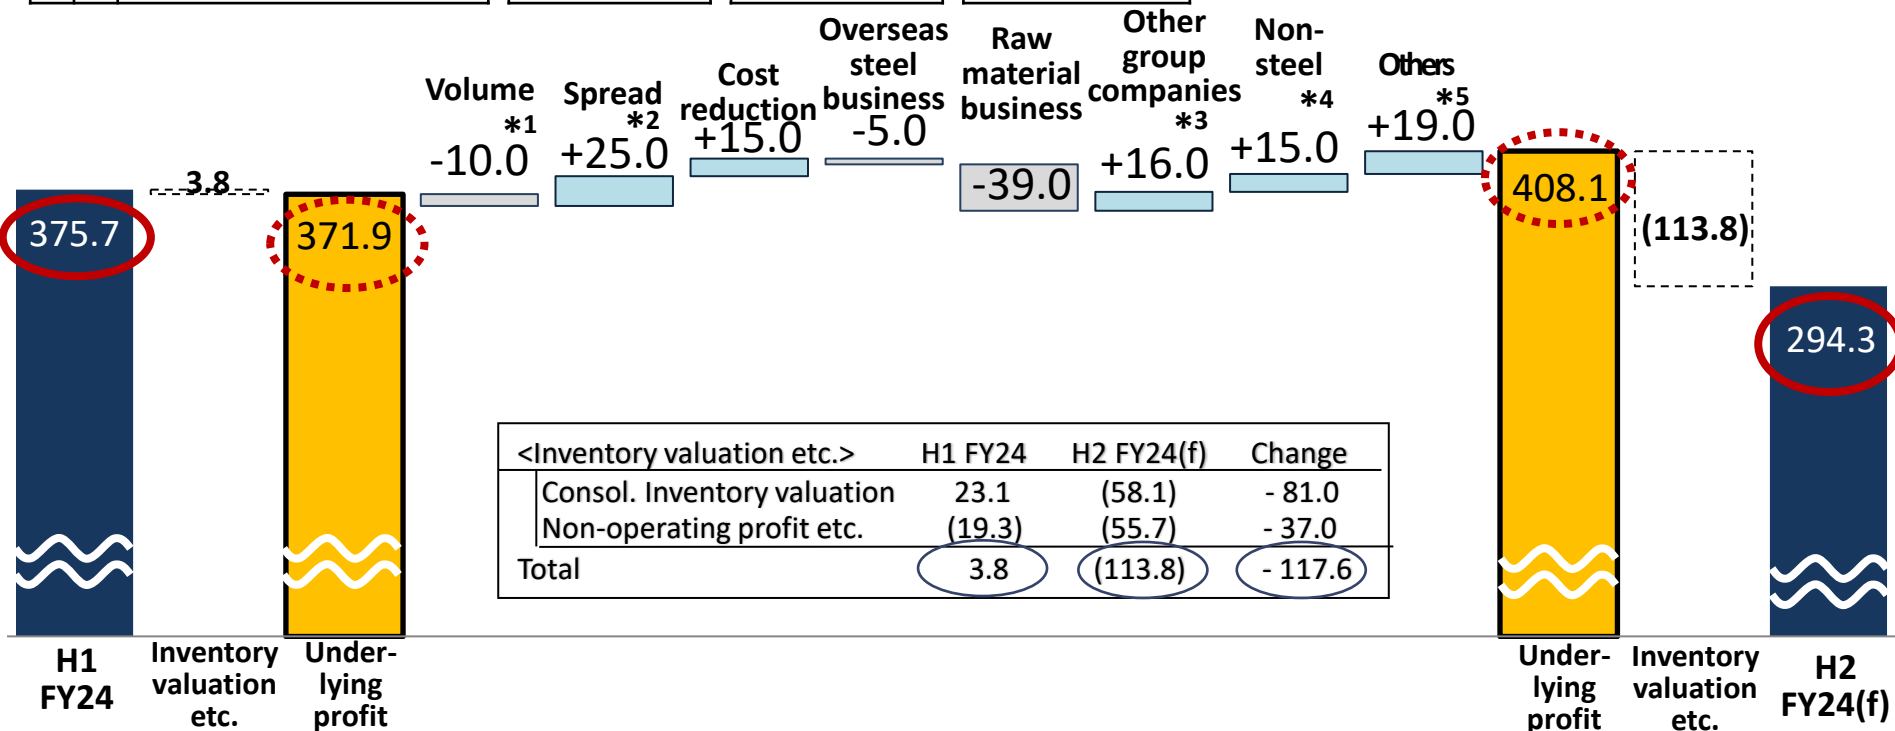 Volume
*1
-10.0
Spread
*2
+25.0
Cost
reduction
+15.0
Overseas
steel
business
-5.0
Raw
material
business
-39.0
Other
group
companies
*3
+16.0
Non-
steel
*4
+15.0
Others
*5
+19.0
375.7
3.8
371.9
408.1
(113.8)
294.3
<Inventory valuation etc.> H1 FY24 H2 FY24(f) Change
Consol. Inventory valuation 23.1 (58.1) - 81.0
Non-operating profit etc. (19.3) (55.7) - 37.0
Total 3.8 (113.8) - 117.6
H1
FY24
Inventory
valuation
etc.
Under-
lying
profit
Under-
lying
profit
Inventory
valuation
etc.
H2
FY24(f)